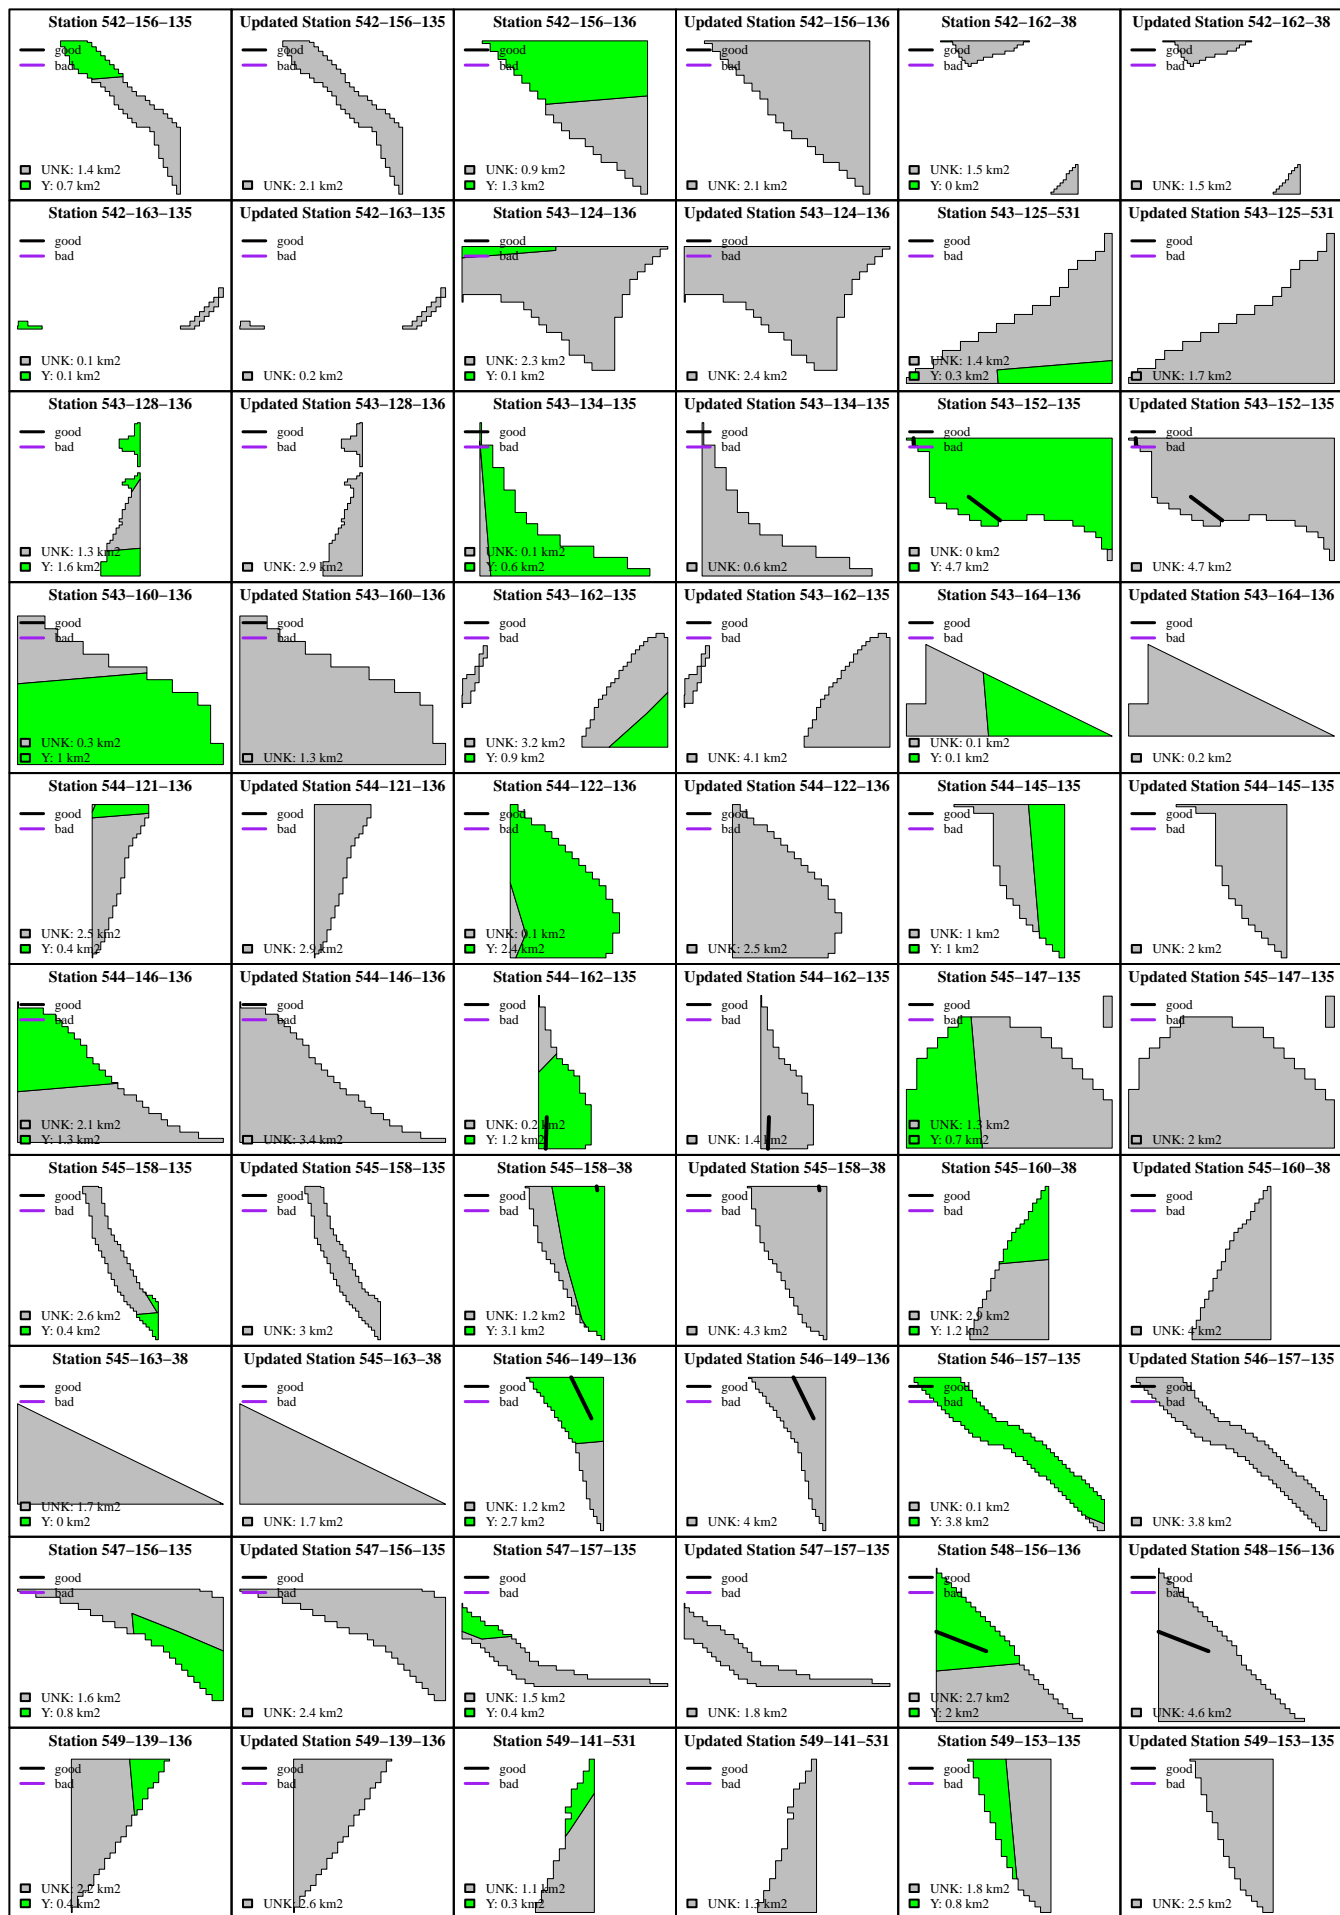 Station 542−156−135
good
bad
UNK: 1.4 km2
Y: 0.7 km2
Updated Station 542−156−135
good
bad
UNK: 2.1 km2
Station 542−156−136
good
bad
UNK: 0.9 km2
Y: 1.3 km2
Updated Station 542−156−136
good
bad
UNK: 2.1 km2
Station 542−162−38
good
bad
UNK: 1.5 km2
Y: 0 km2
Updated Station 542−162−38
good
bad
UNK: 1.5 km2
Station 542−163−135
good
bad
UNK: 0.1 km2
Y: 0.1 km2
Updated Station 542−163−135
good
bad
UNK: 0.2 km2
Station 543−124−136
good
bad
UNK: 2.3 km2
Y: 0.1 km2
Updated Station 543−124−136
good
bad
UNK: 2.4 km2
Station 543−125−531
good
bad
UNK: 1.4 km2
Y: 0.3 km2
Updated Station 543−125−531
good
bad
UNK: 1.7 km2
Station 543−128−136
good
bad
UNK: 1.3 km2
Y: 1.6 km2
Updated Station 543−128−136
good
bad
UNK: 2.9 km2
Station 543−134−135
good
bad
UNK: 0.1 km2
Y: 0.6 km2
Updated Station 543−134−135
good
bad
UNK: 0.6 km2
Station 543−152−135
good
bad
UNK: 0 km2
Y: 4.7 km2
Updated Station 543−152−135
good
bad
UNK: 4.7 km2
Station 543−160−136
good
bad
UNK: 0.3 km2
Y: 1 km2
Updated Station 543−160−136
good
bad
UNK: 1.3 km2
Station 543−162−135
good
bad
UNK: 3.2 km2
Y: 0.9 km2
Updated Station 543−162−135
good
bad
UNK: 4.1 km2
Station 543−164−136
good
bad
UNK: 0.1 km2
Y: 0.1 km2
Updated Station 543−164−136
good
bad
UNK: 0.2 km2
Station 544−121−136
good
bad
UNK: 2.5 km2
Y: 0.4 km2
Updated Station 544−121−136
good
bad
UNK: 2.9 km2
Station 544−122−136
good
bad
UNK: 0.1 km2
Y: 2.4 km2
Updated Station 544−122−136
good
bad
UNK: 2.5 km2
Station 544−145−135
good
bad
UNK: 1 km2
Y: 1 km2
Updated Station 544−145−135
good
bad
UNK: 2 km2
Station 544−146−136
good
bad
UNK: 2.1 km2
Y: 1.3 km2
Updated Station 544−146−136
good
bad
UNK: 3.4 km2
Station 544−162−135
good
bad
UNK: 0.2 km2
Y: 1.2 km2
Updated Station 544−162−135
good
bad
UNK: 1.4 km2
Station 545−147−135
good
bad
UNK: 1.3 km2
Y: 0.7 km2
Updated Station 545−147−135
good
bad
UNK: 2 km2
Station 545−158−135
good
bad
UNK: 2.6 km2
Y: 0.4 km2
Updated Station 545−158−135
good
bad
UNK: 3 km2
Station 545−158−38
good
bad
UNK: 1.2 km2
Y: 3.1 km2
Updated Station 545−158−38
good
bad
UNK: 4.3 km2
Station 545−160−38
good
bad
UNK: 2.9 km2
Y: 1.2 km2
Updated Station 545−160−38
good
bad
UNK: 4 km2
Station 545−163−38
good
bad
UNK: 1.7 km2
Y: 0 km2
Updated Station 545−163−38
good
bad
UNK: 1.7 km2
Station 546−149−136
good
bad
UNK: 1.2 km2
Y: 2.7 km2
Updated Station 546−149−136
good
bad
UNK: 4 km2
Station 546−157−135
good
bad
UNK: 0.1 km2
Y: 3.8 km2
Updated Station 546−157−135
good
bad
UNK: 3.8 km2
Station 547−156−135
good
bad
UNK: 1.6 km2
Y: 0.8 km2
Updated Station 547−156−135
good
bad
UNK: 2.4 km2
Station 547−157−135
good
bad
UNK: 1.5 km2
Y: 0.4 km2
Updated Station 547−157−135
good
bad
UNK: 1.8 km2
Station 548−156−136
good
bad
UNK: 2.7 km2
Y: 2 km2
Updated Station 548−156−136
good
bad
UNK: 4.6 km2
Station 549−139−136
good
bad
UNK: 2.2 km2
Y: 0.4 km2
Updated Station 549−139−136
good
bad
UNK: 2.6 km2
Station 549−141−531
good
bad
UNK: 1.1 km2
Y: 0.3 km2
Updated Station 549−141−531
good
bad
UNK: 1.3 km2
Station 549−153−135
good
bad
UNK: 1.8 km2
Y: 0.8 km2
Updated Station 549−153−135
good
bad
UNK: 2.5 km2